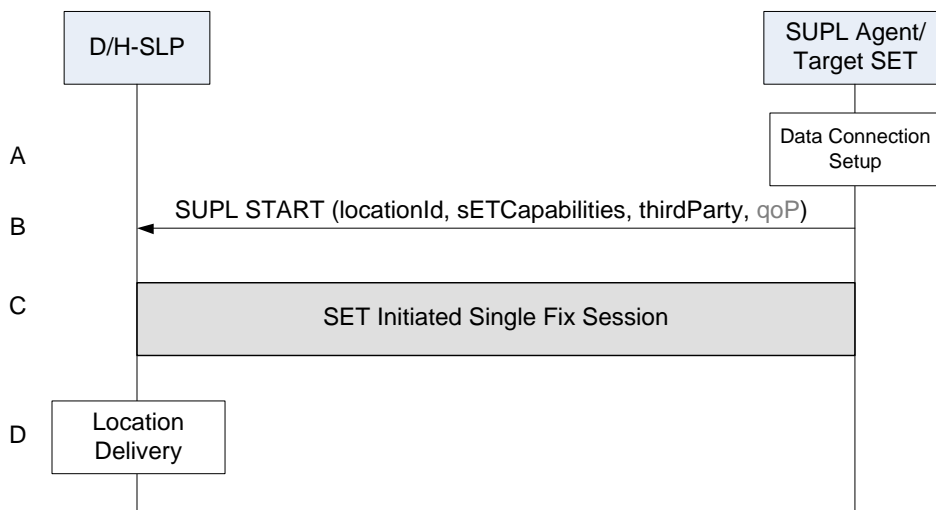 D/H-SLP
SUPL Agent/
Target SET
A
Data Connection
Setup
B
SUPL START (locationId, sETCapabilities, thirdParty, qoP)
C
SET Initiated Single Fix Session
D
Location
Delivery